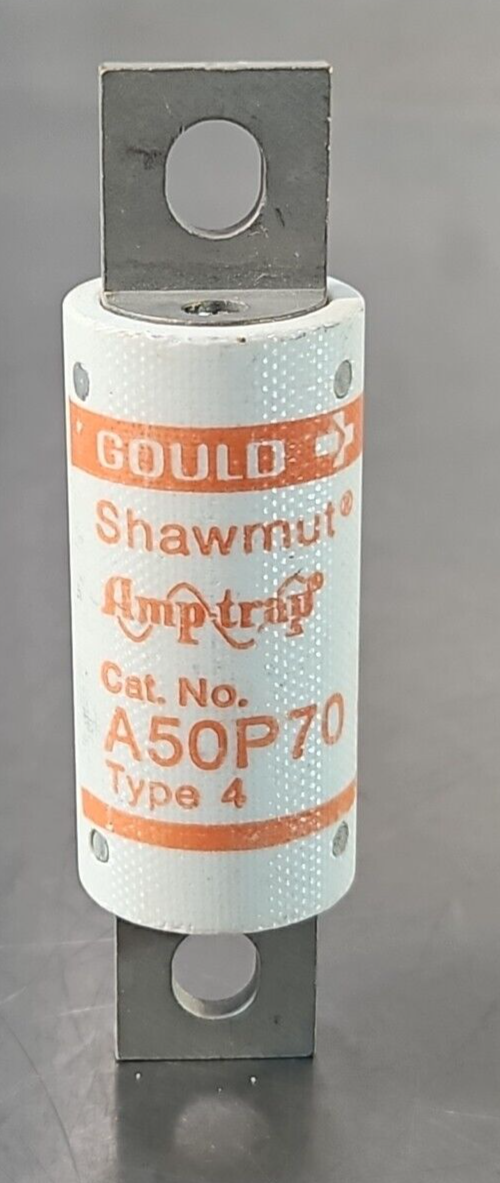 GOULD
Shawmut®
Amp-trap®
Cat. No.
A50P70
Type 4